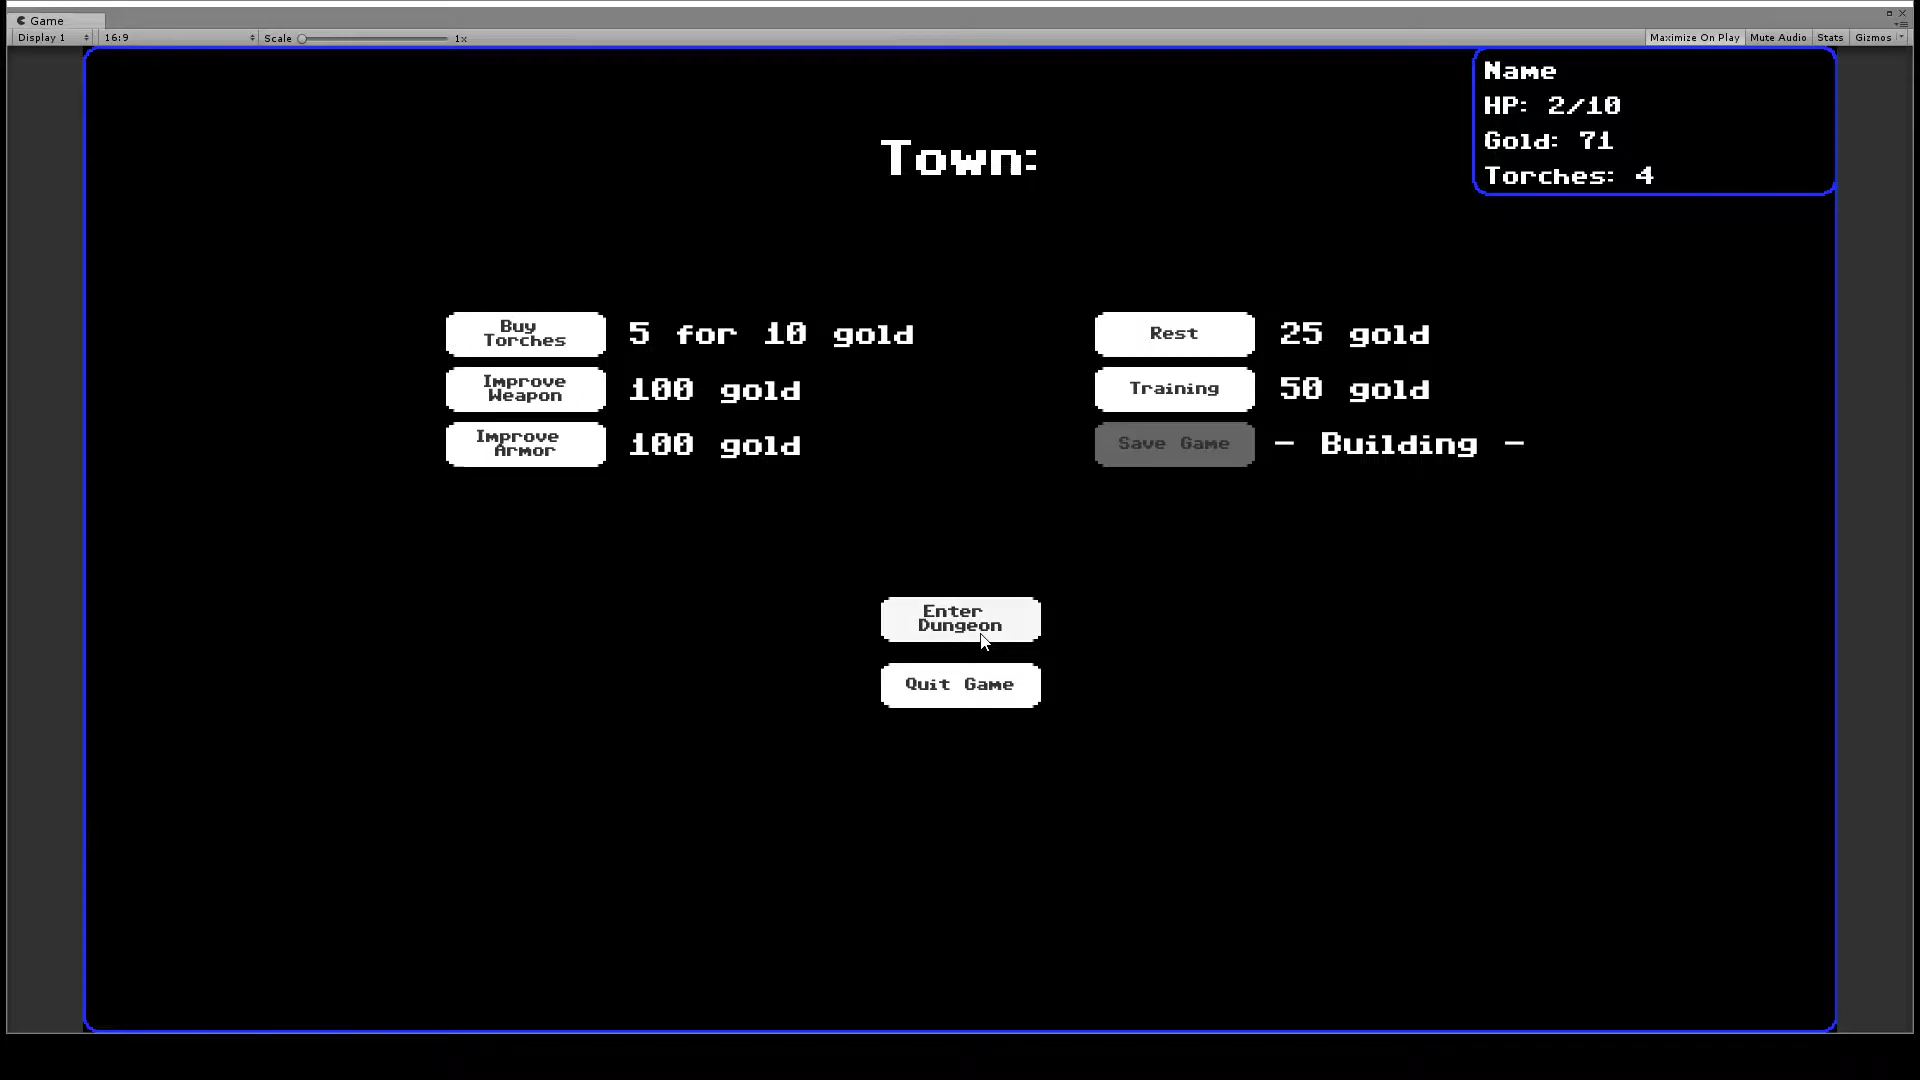 Game
Display 1
16:9
Scale
1x
Maximize On Play
Mute Audio
Stats
Gizmos
Name
HP: 2/10
Gold: 71
Torches: 4
Town:
Buy
Torches
5 for 10 gold
Improve
Weapon
100 gold
Improve
Armor
100 gold
Rest
25 gold
Training
50 gold
Save Game
- Building -
Enter
Dungeon
Quit Game